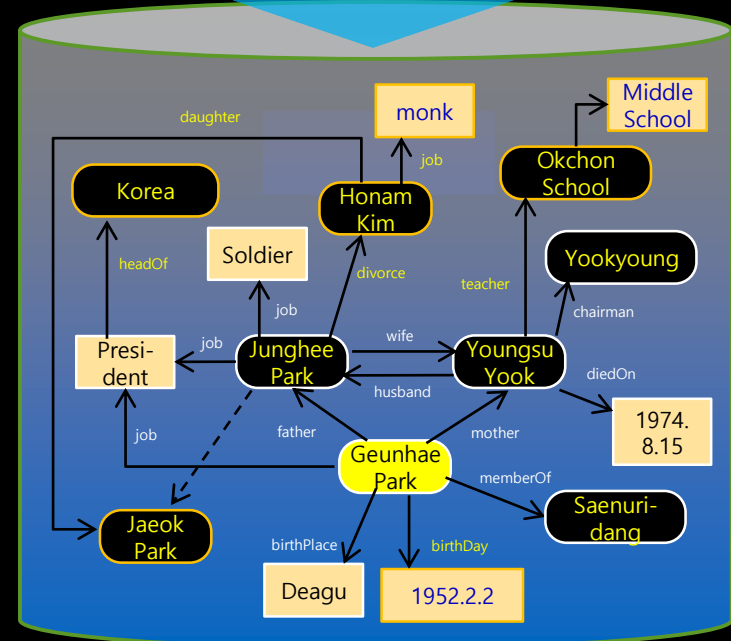 Middle
School
monk
daughter
job
Okchon
School
Korea
Honam
Kim
Yookyoung
Soldier
headOf
divorce
teacher
chairman
job
wife
job
Presi-
dent
Junghee
Park
Youngsu
Yook
husband
diedOn
1974.
8.15
father
mother
job
Geunhae
Park
memberOf
Saenuri-
dang
Jaeok
Park
birthPlace
birthDay
Deagu
1952.2.2